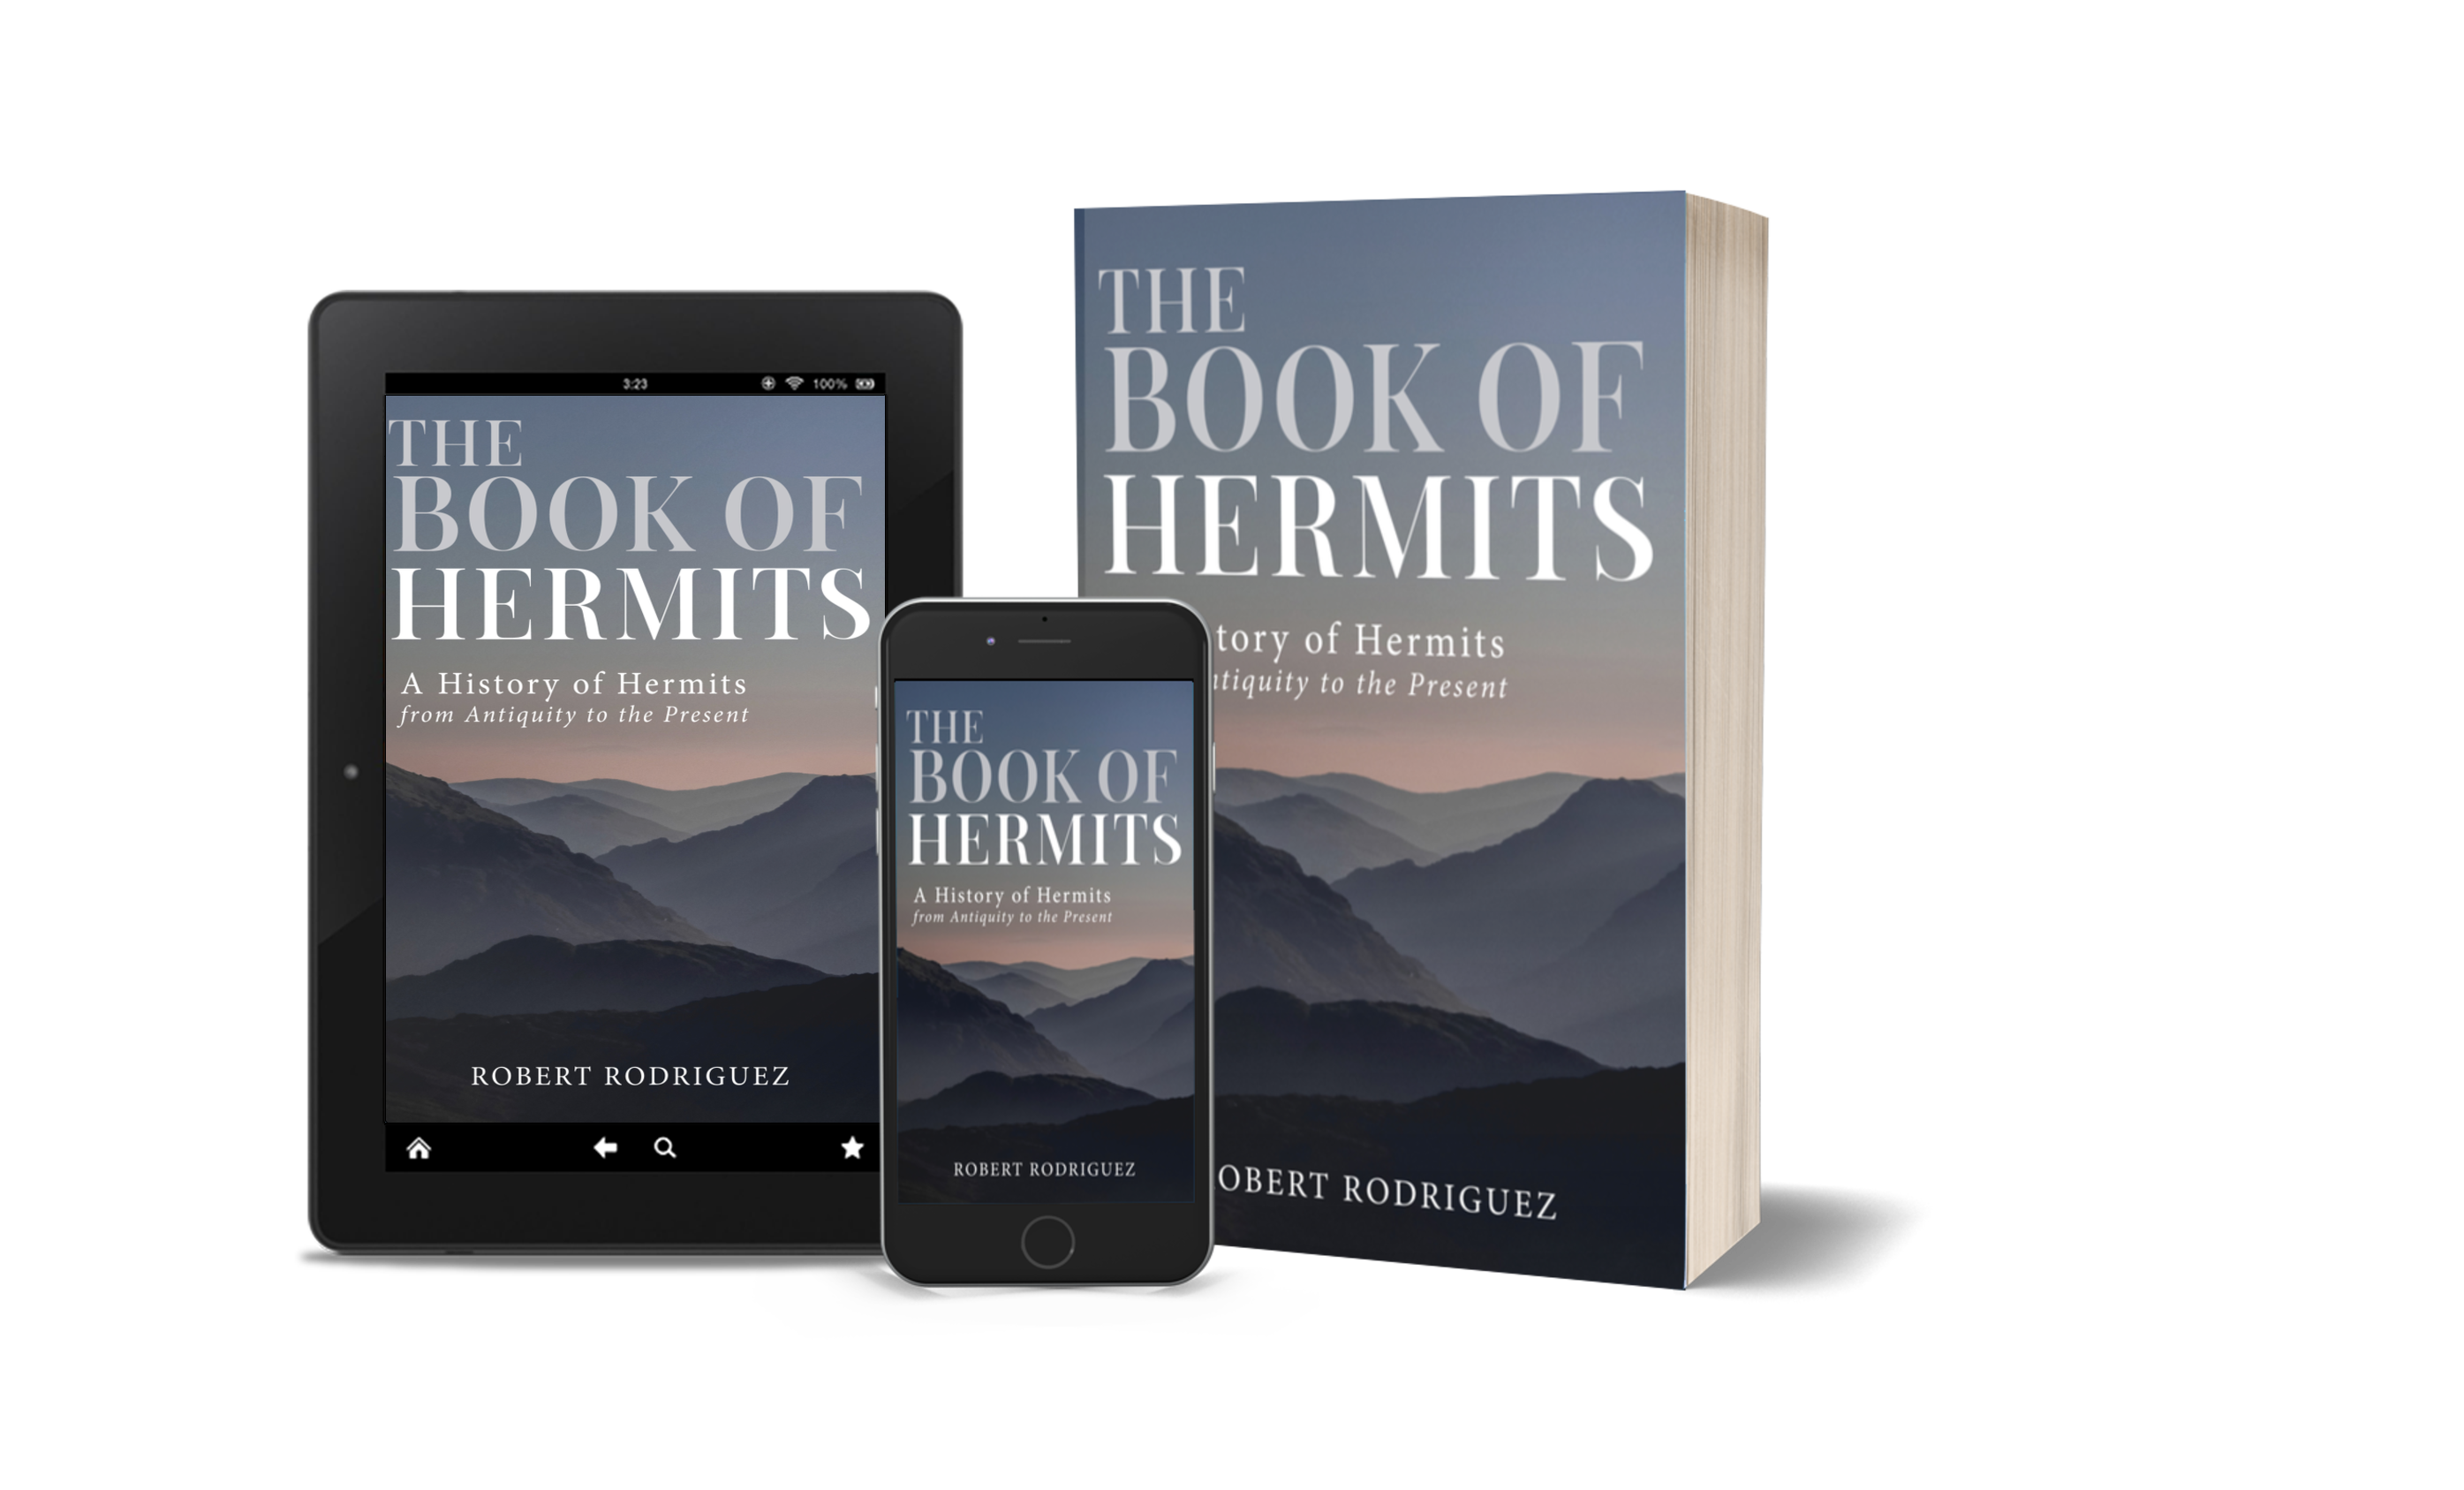 3:23 100%
THE
BOOK OF
HERMITS
A History of Hermits
from Antiquity to the Present
ROBERT RODRIGUEZ
THE
BOOK OF
HERMITS
A History of Hermits
from Antiquity to the Present
ROBERT RODRIGUEZ
THE
BOOK OF
HERMITS
tory of Hermits
ntiquity to the Present
OBERT RODRIGUEZ